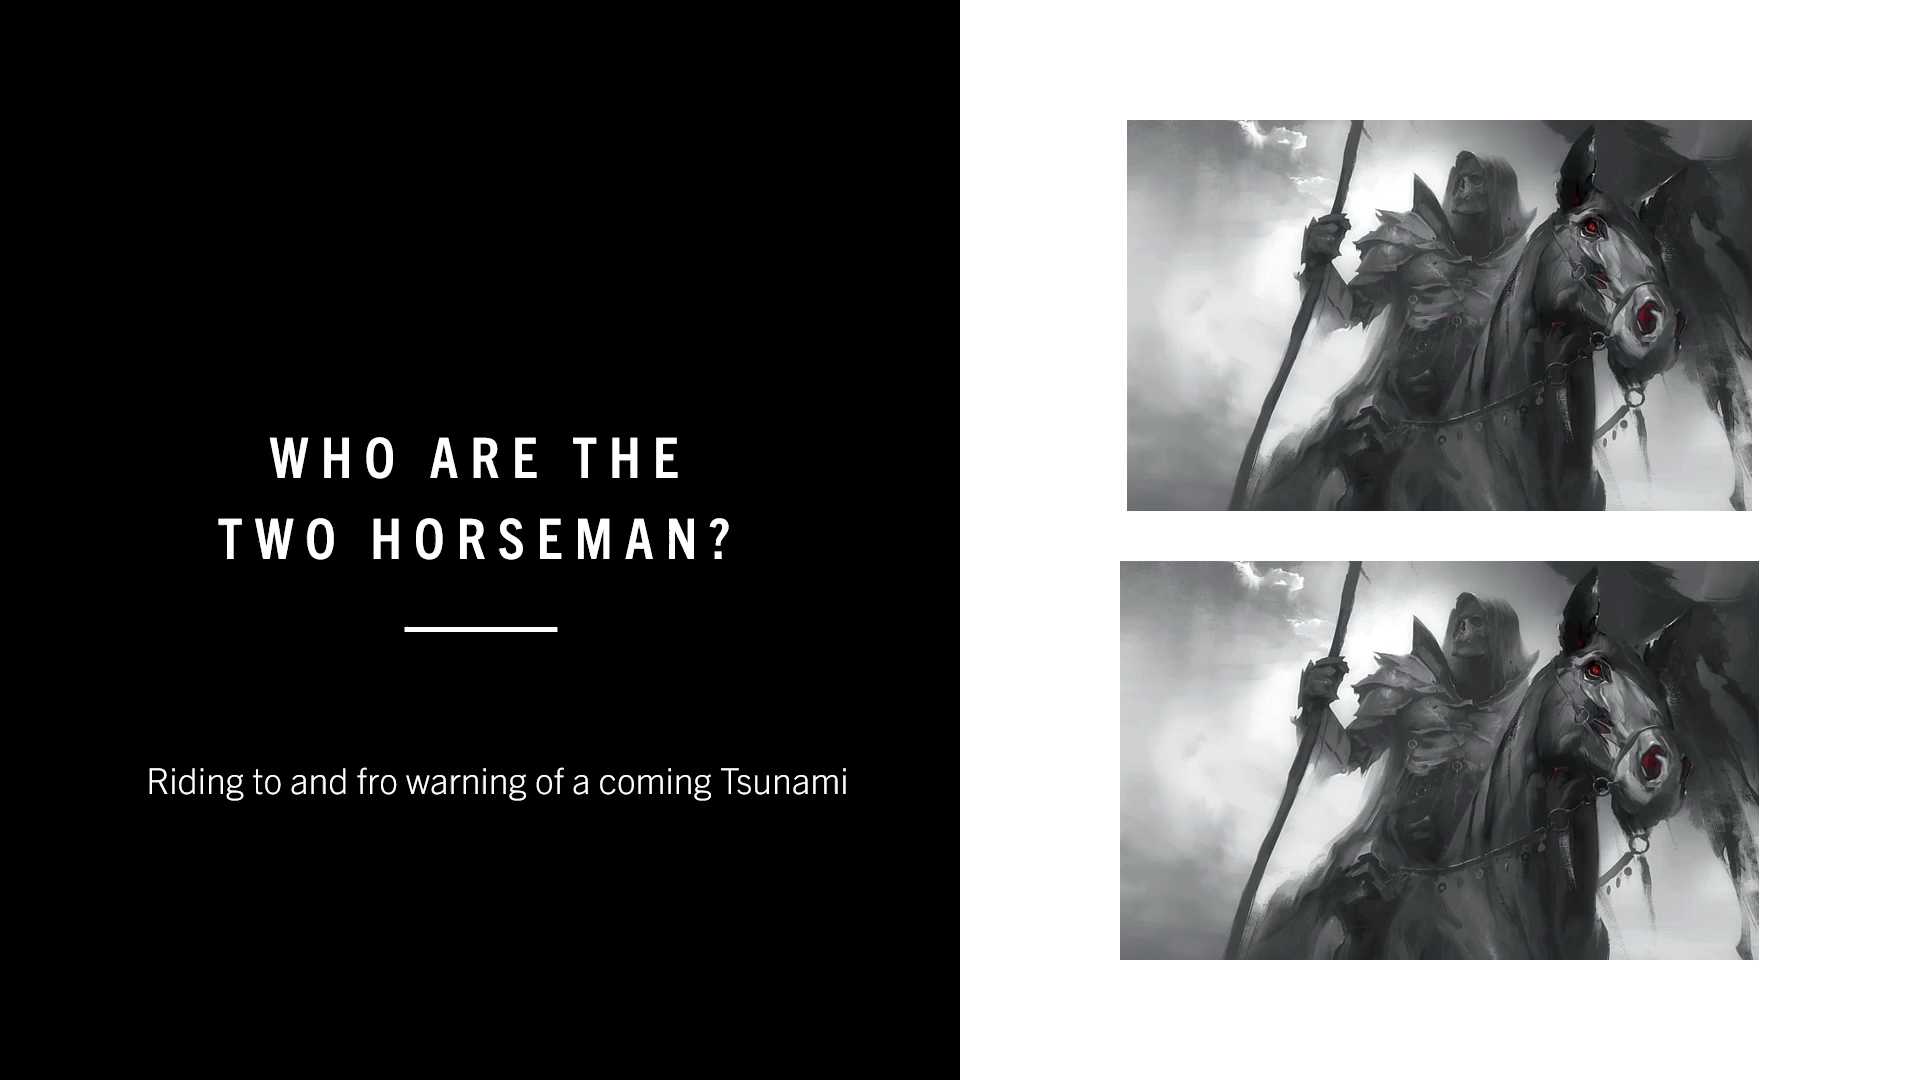 WHO ARE THE
TWO HORSEMAN?
Riding to and fro warning of a coming Tsunami